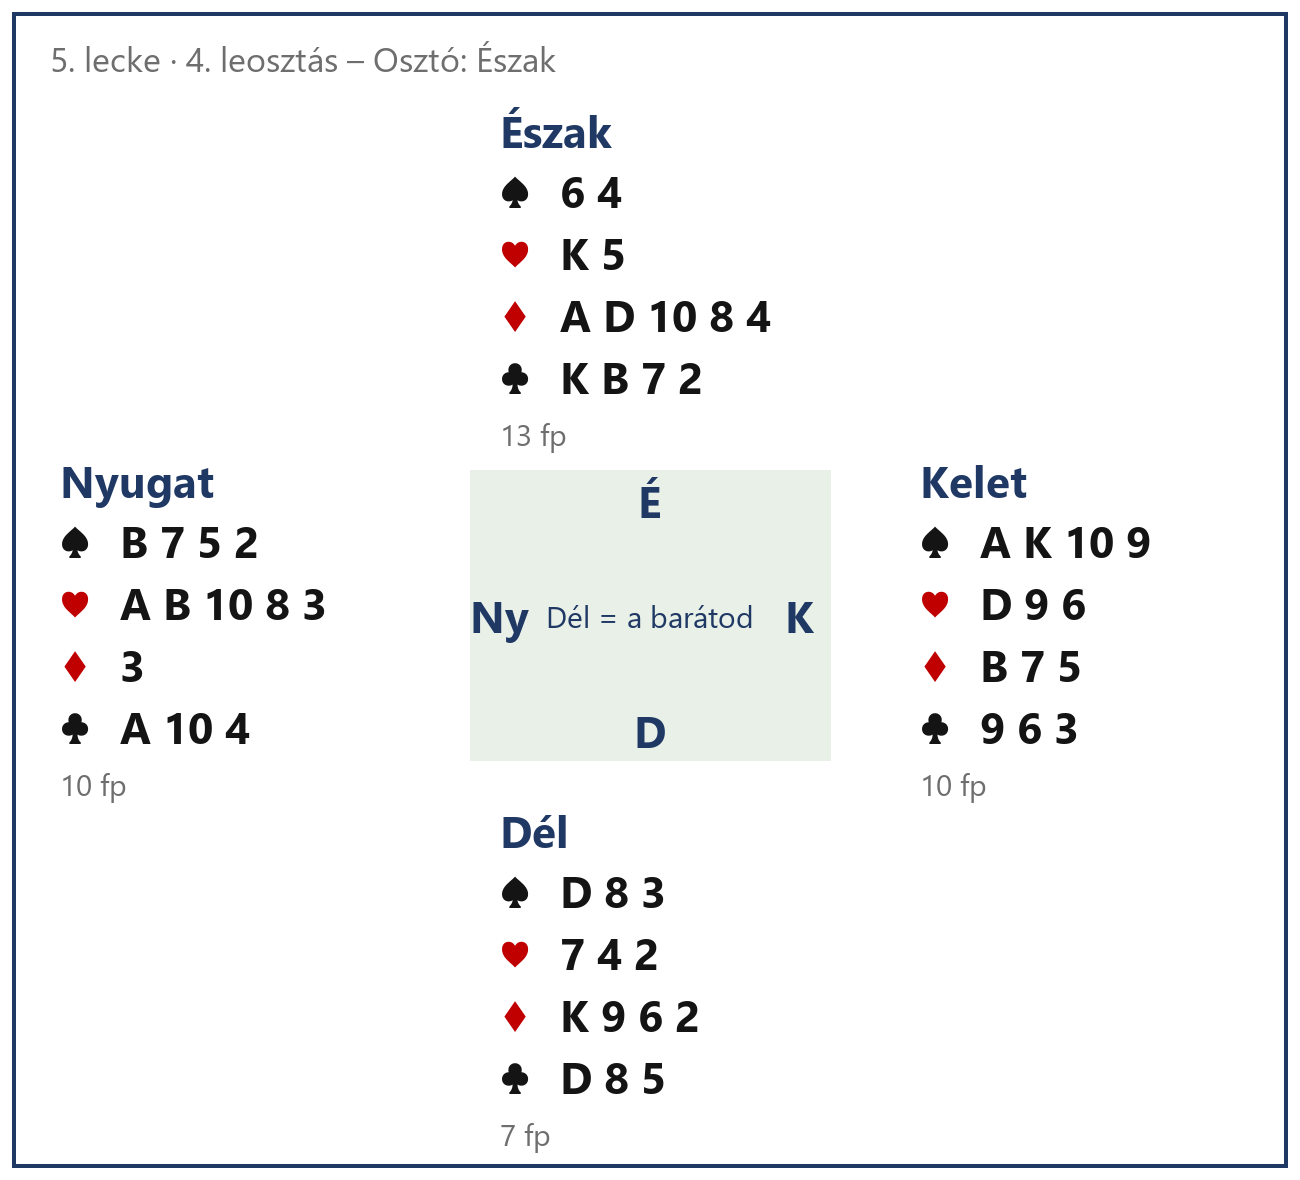 5. lecke · 4. leosztás – Osztó: Észak
Észak
♠ 6 4
♥ K 5
♦ A D 10 8 4
♣ K B 7 2
13 fp
Nyugat
♠ B 7 5 2
♥ A B 10 8 3
♦ 3
♣ A 10 4
10 fp
É
Ny Dél = a barátod K
D
Kelet
♠ A K 10 9
♥ D 9 6
♦ B 7 5
♣ 9 6 3
10 fp
Dél
♠ D 8 3
♥ 7 4 2
♦ K 9 6 2
♣ D 8 5
7 fp